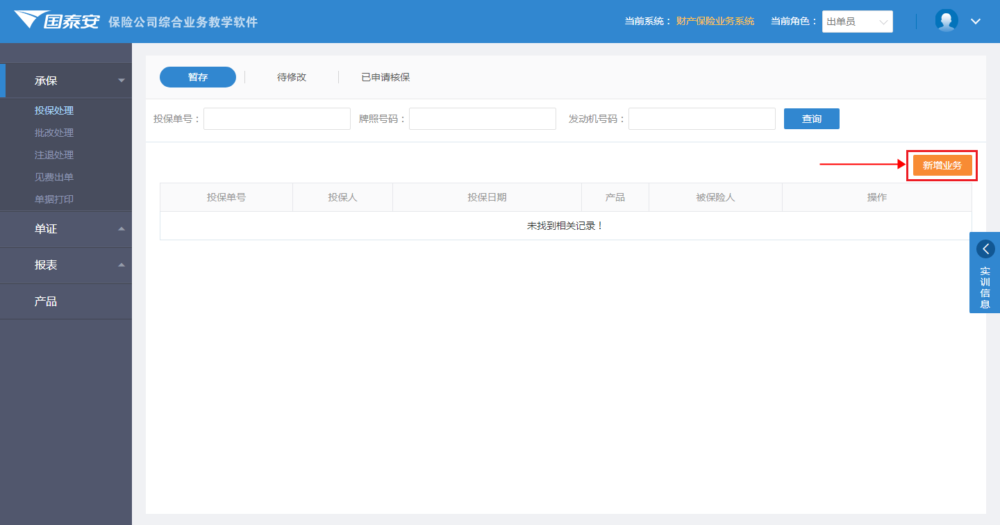 国泰安 保险公司综合业务教学软件 当前系统： 财产保险业务系统 当前角色： 出单员
承保
投保处理
批改处理
注退处理
见费出单
单据打印
单证
报表
产品
暂存 待修改 已申请核保
投保单号： 牌照号码： 发动机号码： 查询
新增业务
投保单号 投保人 投保日期 产品 被保险人 操作
未找到相关记录！
实
训
信
息